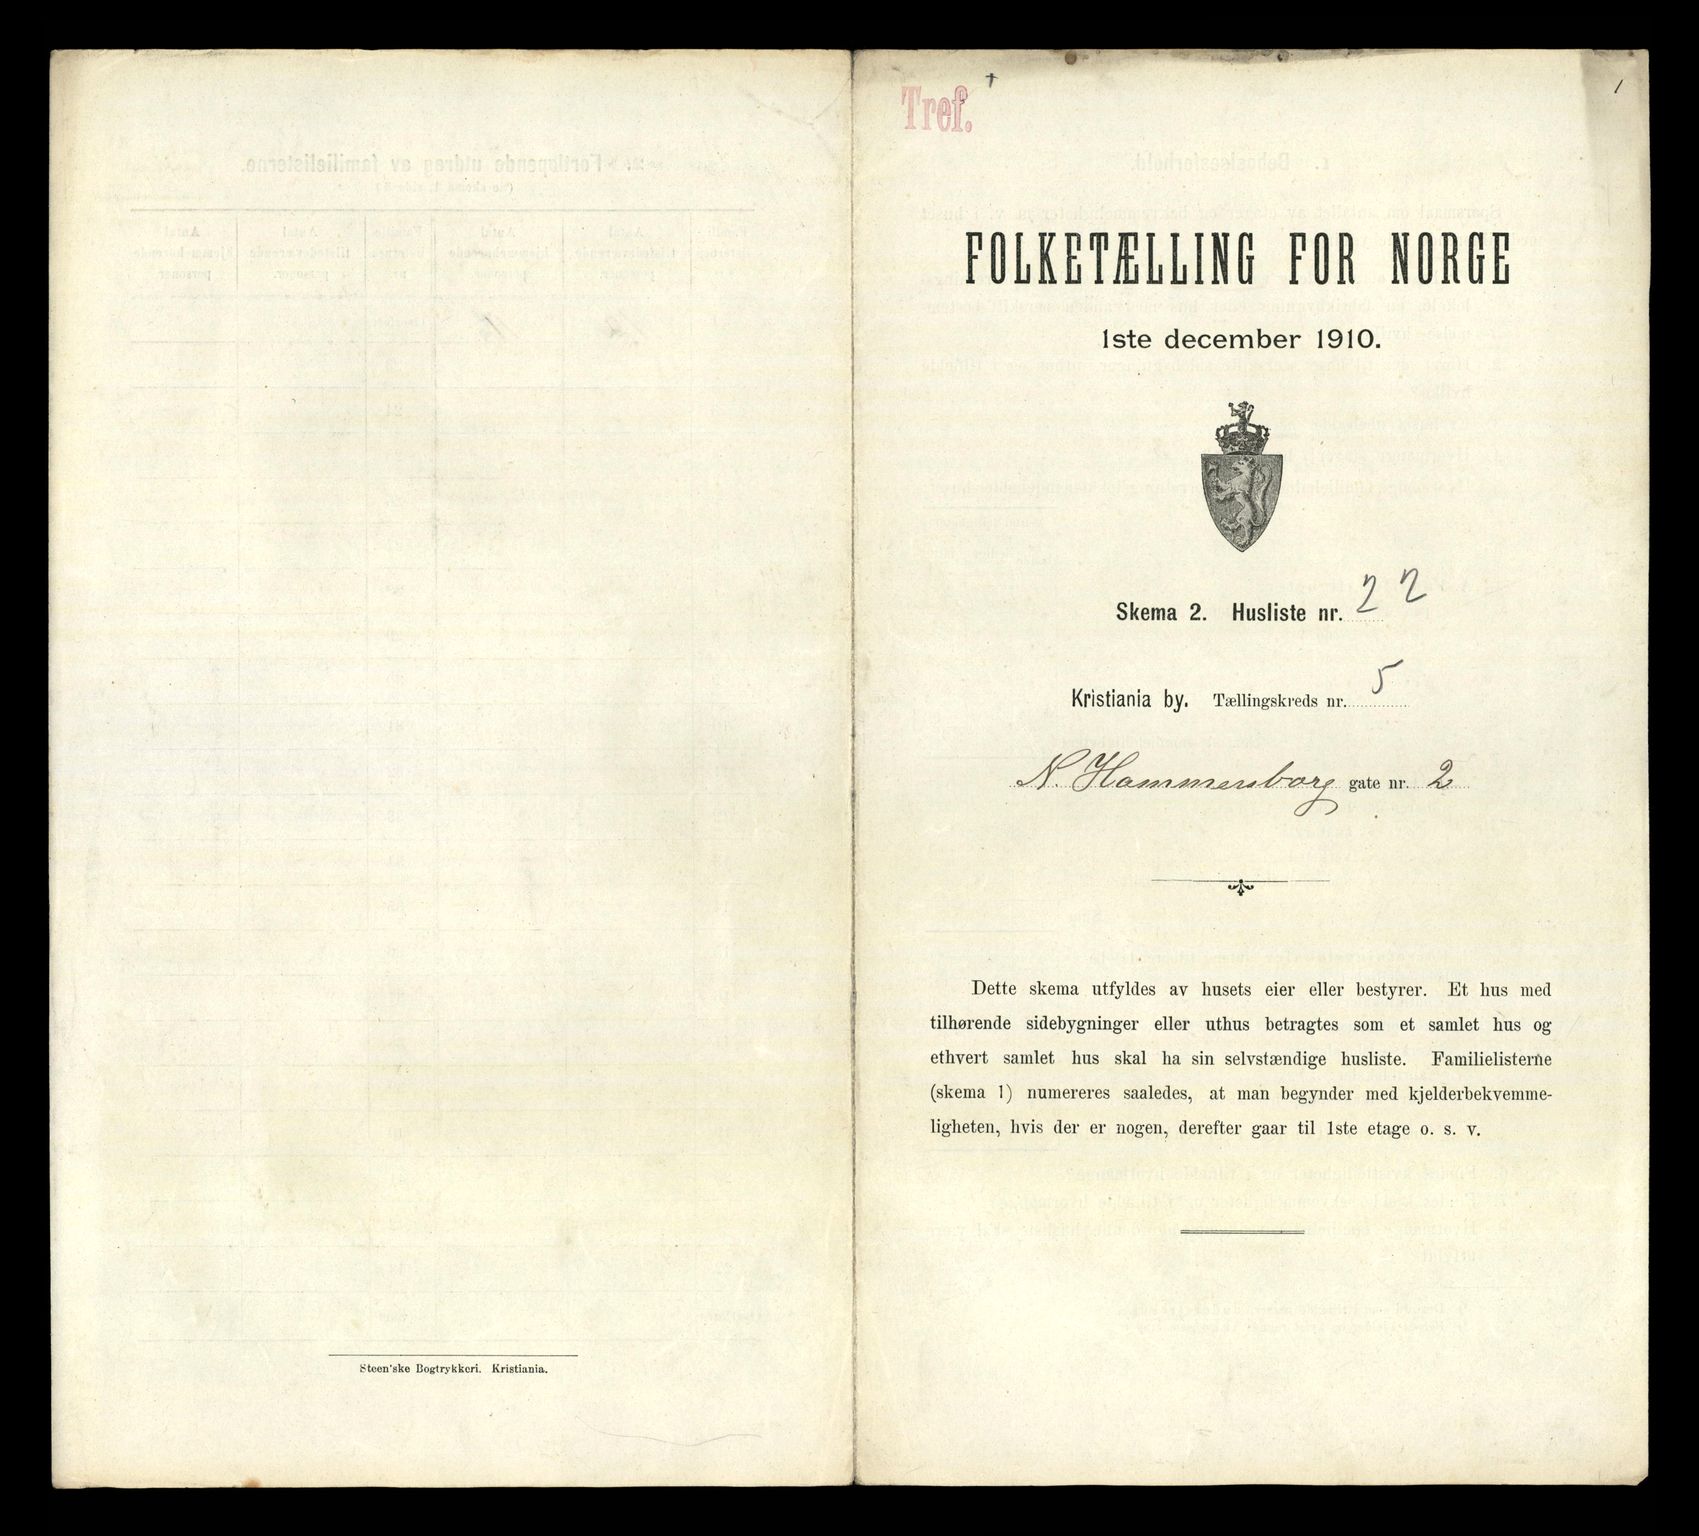 Tref.
1
FOLKETÆLLING FOR NORGE
1ste december 1910.
Skema 2. Husliste nr. 22
Kristiania by. Tællingskreds nr. 5
N. Hammersborg gate nr. 2
Dette skema utfyldes av husets eier eller bestyrer. Et hus med
tilhørende sidebygninger eller uthus betragtes som et samlet hus og
ethvert samlet hus skal ha sin selvstændige husliste. Familielisterne
(skema 1) numereres saaledes, at man begynder med kjelderbekvemme-
ligheten, hvis der er nogen, derefter gaar til 1ste etage o. s. v.
Steen'ske Bogtrykkeri. Kristiania.